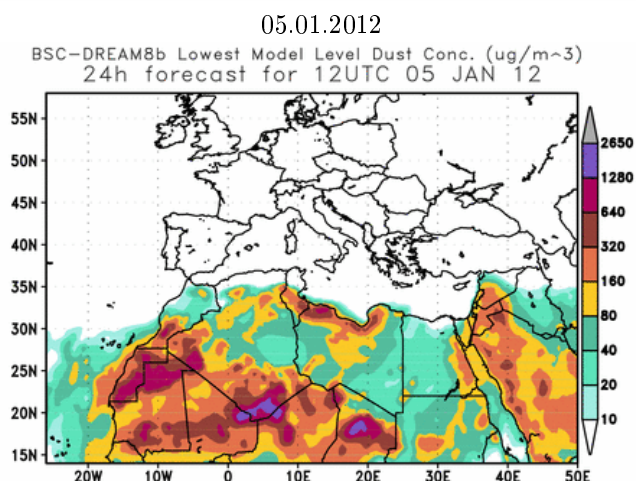 05.01.2012
BSC-DREAM8b Lowest Model Level Dust Conc. (ug/m^3)
24h forecast for 12UTC 05 JAN 12
55N
50N
45N
40N
35N
30N
25N
20N
15N
20W 10W 0 10E 20E 30E 40E 50E
2650
1280
640
320
160
80
40
20
10